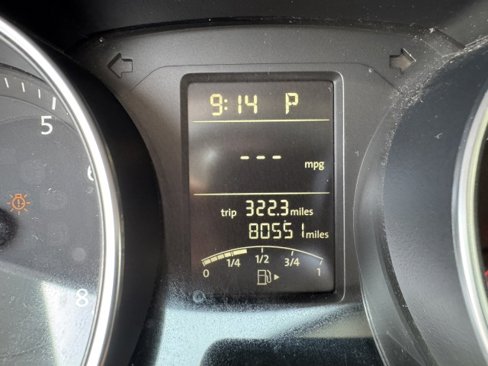 9:14 P
--- mpg
trip 322.3 miles
80551 miles
0 1/4 1/2 3/4 1
5
6
8